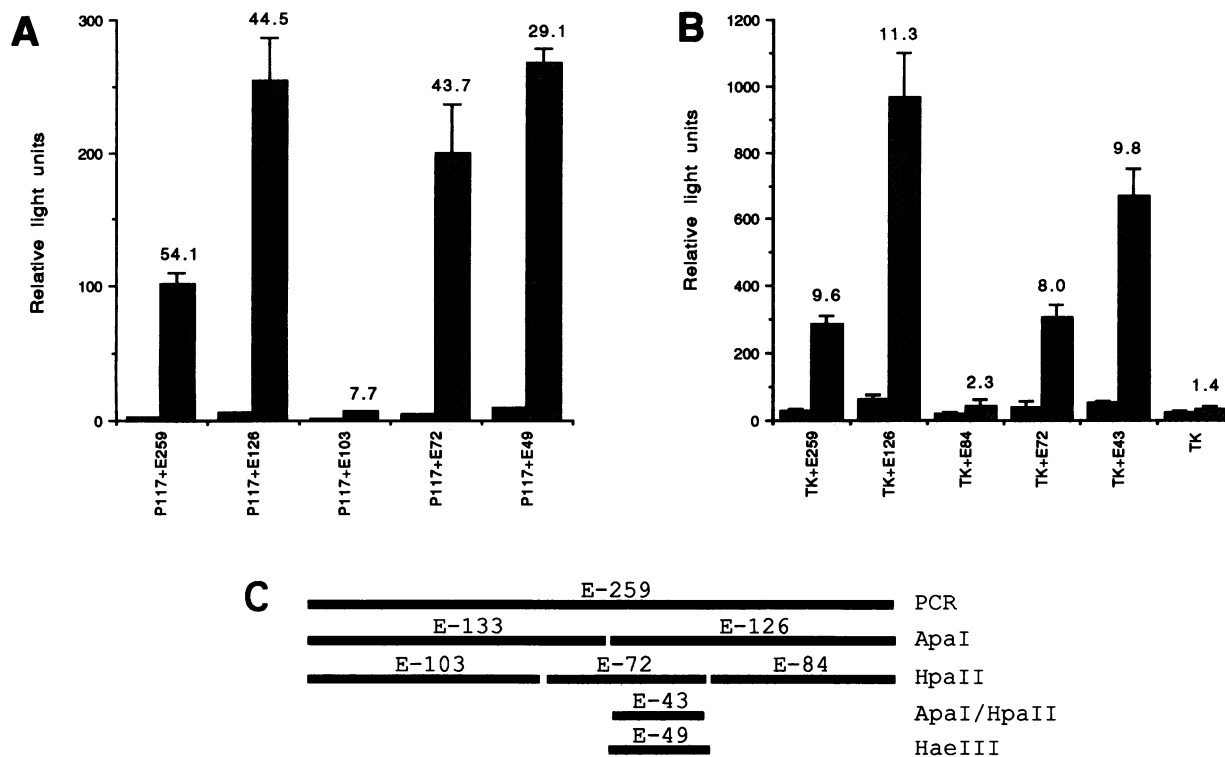 A
Relative light units
300
200
100
0
54.1
44.5
7.7
43.7
29.1
P117+E259
P117+E126
P117+E103
P117+E72
P117+E49
B
Relative light units
1200
1000
800
600
400
200
0
9.6
11.3
2.3
8.0
9.8
1.4
TK+E259
TK+E126
TK+E84
TK+E72
TK+E43
TK
C
E-259 PCR
E-133 E-126 ApaI
E-103 E-72 E-84 HpaII
E-43 ApaI/HpaII
E-49 HaeIII